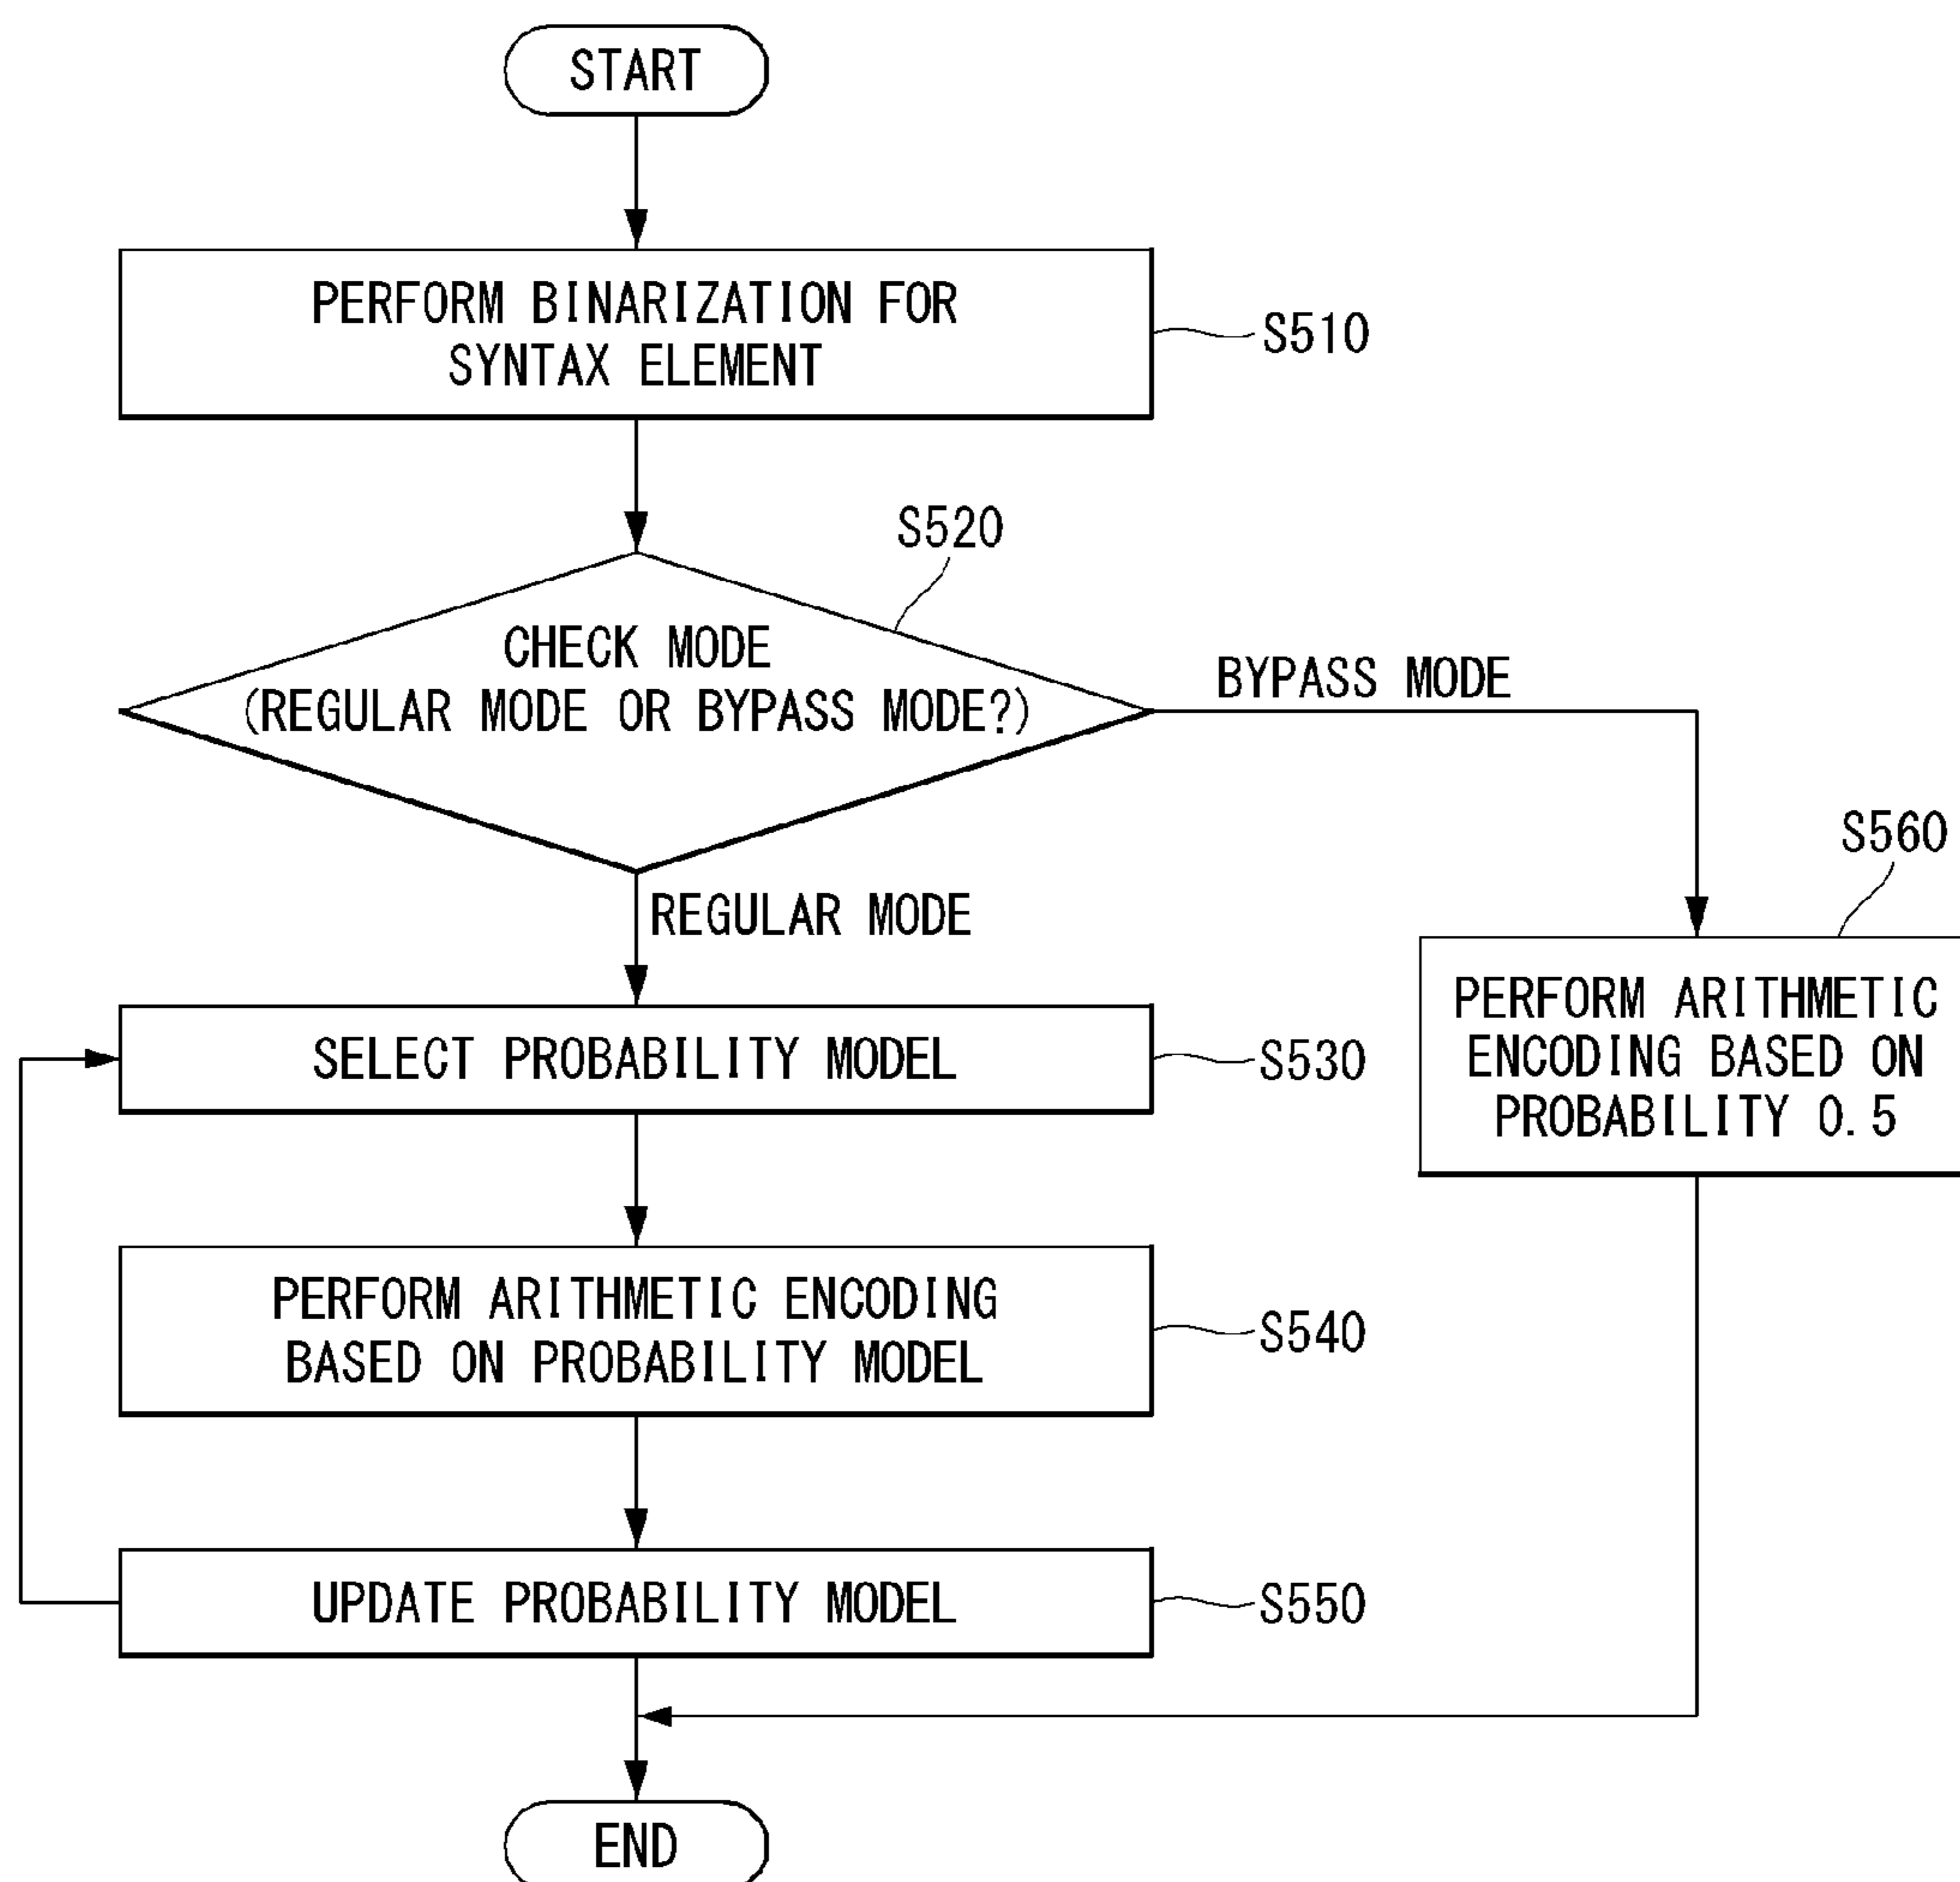 START
PERFORM BINARIZATION FOR
SYNTAX ELEMENT
S510
S520
CHECK MODE
(REGULAR MODE OR BYPASS MODE?)
BYPASS MODE
REGULAR MODE
S560
PERFORM ARITHMETIC
ENCODING BASED ON
PROBABILITY 0.5
SELECT PROBABILITY MODEL
S530
PERFORM ARITHMETIC ENCODING
BASED ON PROBABILITY MODEL
S540
UPDATE PROBABILITY MODEL
S550
END